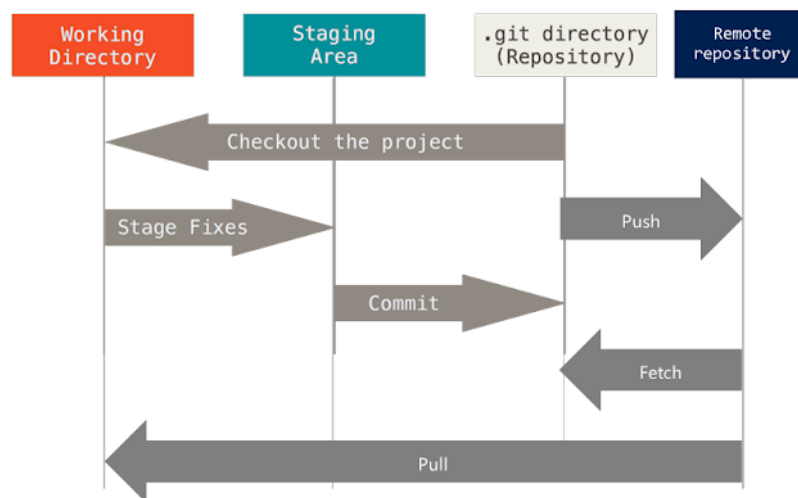 Working
Directory
Staging
Area
.git directory
(Repository)
Remote
repository
Checkout the project
Stage Fixes
Push
Commit
Fetch
Pull